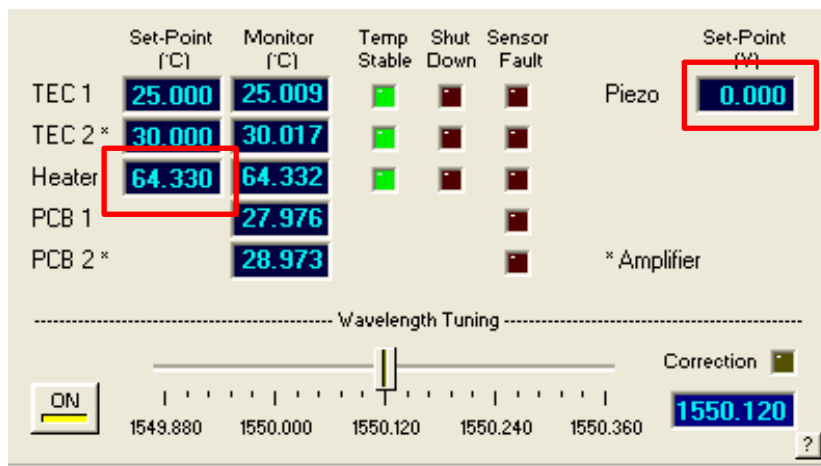 Set-Point Monitor Temp Shut Sensor Set-Point
(°C) (°C) Stable Down Fault (V)
TEC 1 25.000 25.009 Piezo 0.000
TEC 2 * 30.000 30.017
Heater 64.330 64.332
PCB 1 27.976
PCB 2 * 28.973 * Amplifier
Wavelength Tuning
Correction
ON 1550.120
1549.880 1550.000 1550.120 1550.240 1550.360
?